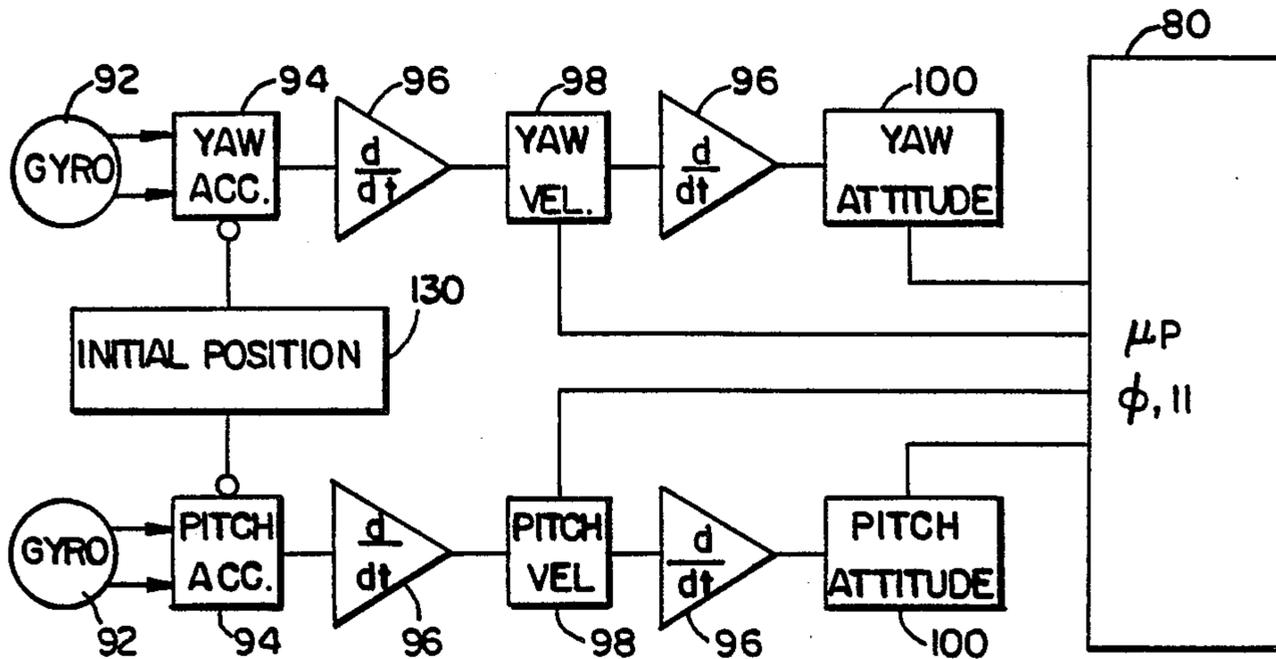 80
92
94
96
98
96
100
GYRO
YAW
ACC.
d
dt
YAW
VEL.
d
dt
YAW
ATTITUDE
130
INITIAL POSITION
μP
φ, 11
GYRO
PITCH
ACC.
d
dt
PITCH
VEL
d
dt
PITCH
ATTITUDE
92
94
96
98
96
100